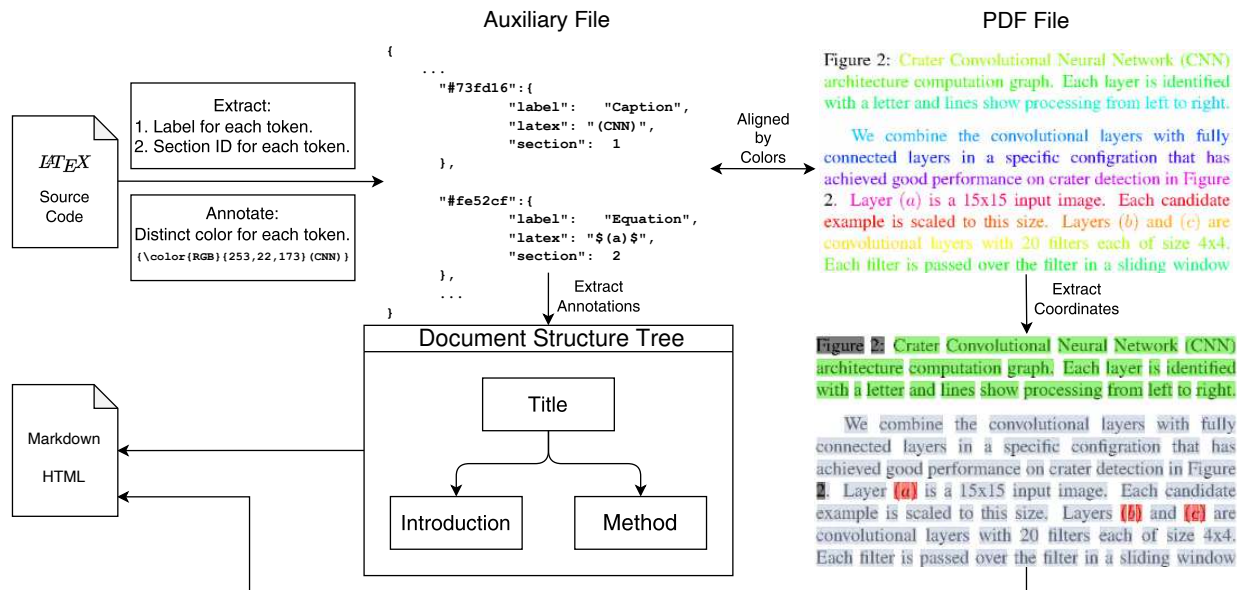 Auxiliary File
PDF File
LATEX
Source
Code
Extract:
1. Label for each token.
2. Section ID for each token.
Annotate:
Distinct color for each token.
{\color{RGB}{253,22,173}(CNN)}
{
...
"#73fd16":{
"label": "Caption",
"latex": "(CNN)",
"section": 1
},
"#fe52cf":{
"label": "Equation",
"latex": "$(a)$",
"section": 2
},
...
}
Aligned
by
Colors
Figure 2: Crater Convolutional Neural Network (CNN)
architecture computation graph. Each layer is identified
with a letter and lines show processing from left to right.
We combine the convolutional layers with fully
connected layers in a specific configration that has
achieved good performance on crater detection in Figure
2. Layer (a) is a 15x15 input image. Each candidate
example is scaled to this size. Layers (b) and (c) are
convolutional layers with 20 filters each of size 4x4.
Each filter is passed over the filter in a sliding window
Extract
Annotations
Extract
Coordinates
Document Structure Tree
Title
Introduction
Method
Markdown
HTML
Figure 2: Crater Convolutional Neural Network (CNN)
architecture computation graph. Each layer is identified
with a letter and lines show processing from left to right.
We combine the convolutional layers with fully
connected layers in a specific configration that has
achieved good performance on crater detection in Figure
2. Layer (a) is a 15x15 input image. Each candidate
example is scaled to this size. Layers (b) and (c) are
convolutional layers with 20 filters each of size 4x4.
Each filter is passed over the filter in a sliding window